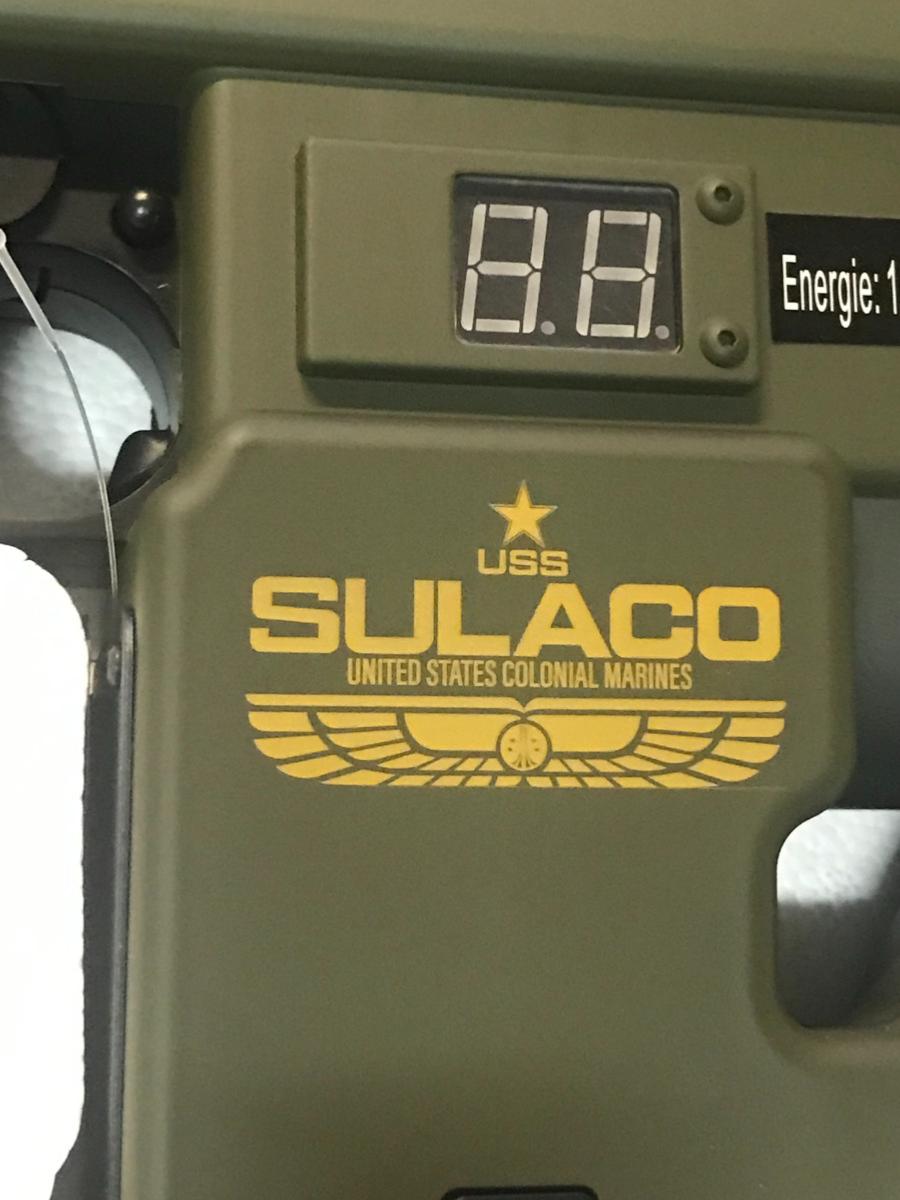 Energie: 1
USS
SULACO
UNITED STATES COLONIAL MARINES